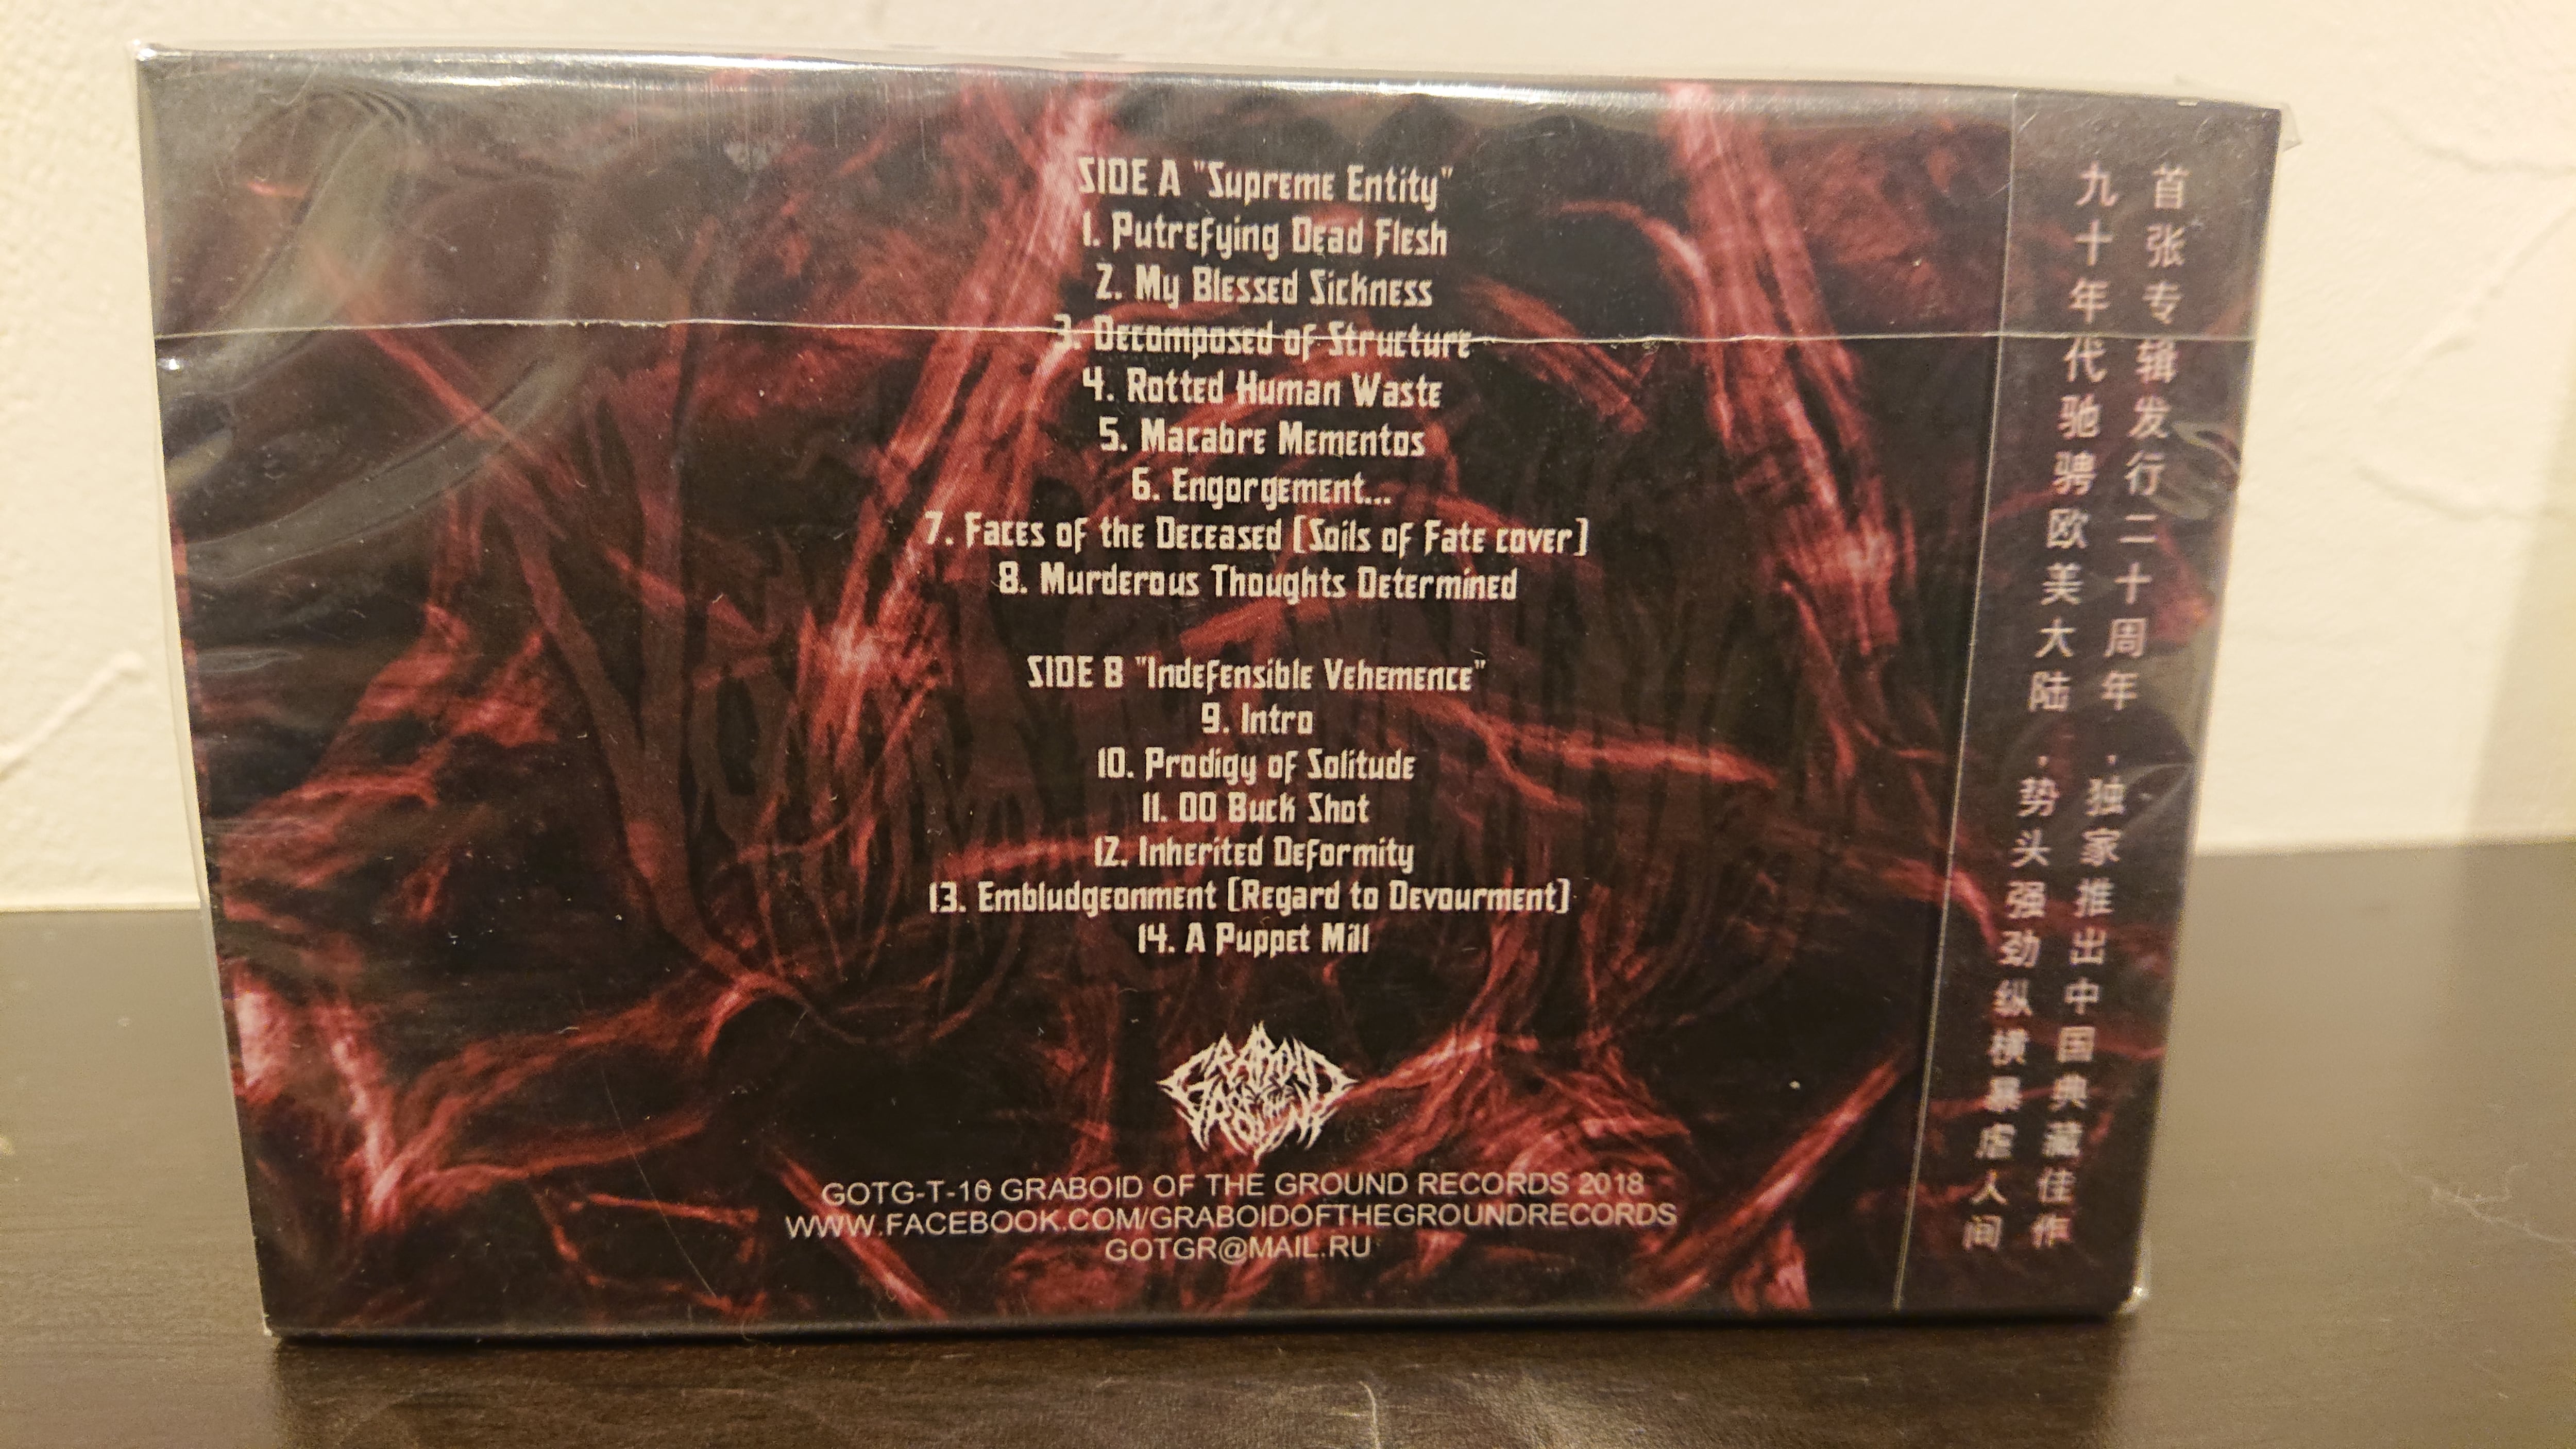 SIDE A "Supreme Entity"
1. Putrefying Dead Flesh
2. My Blessed Sickness
3. Decomposed of Structure
4. Rotted Human Waste
5. Macabre Mementos
6. Engorgement...
7. Faces of the Deceased [Soils of Fate cover]
8. Murderous Thoughts Determined
SIDE B "Indefensible Vehemence"
9. Intro
10. Prodigy of Solitude
11. 00 Buck Shot
12. Inherited Deformity
13. Embludgeonment [Regard to Devourment]
14. A Puppet Mill
GRABOID
OF THE
GROUND
GOTG-T-10 GRABOID OF THE GROUND RECORDS 2018
WWW.FACEBOOK.COM/GRABOIDOFTHEGROUNDRECORDS
GOTGR@MAIL.RU
首张专辑发行二十周年，独家推出中国典藏佳作
九十年代驰骋欧美大陆，势头强劲纵横暴虐人间